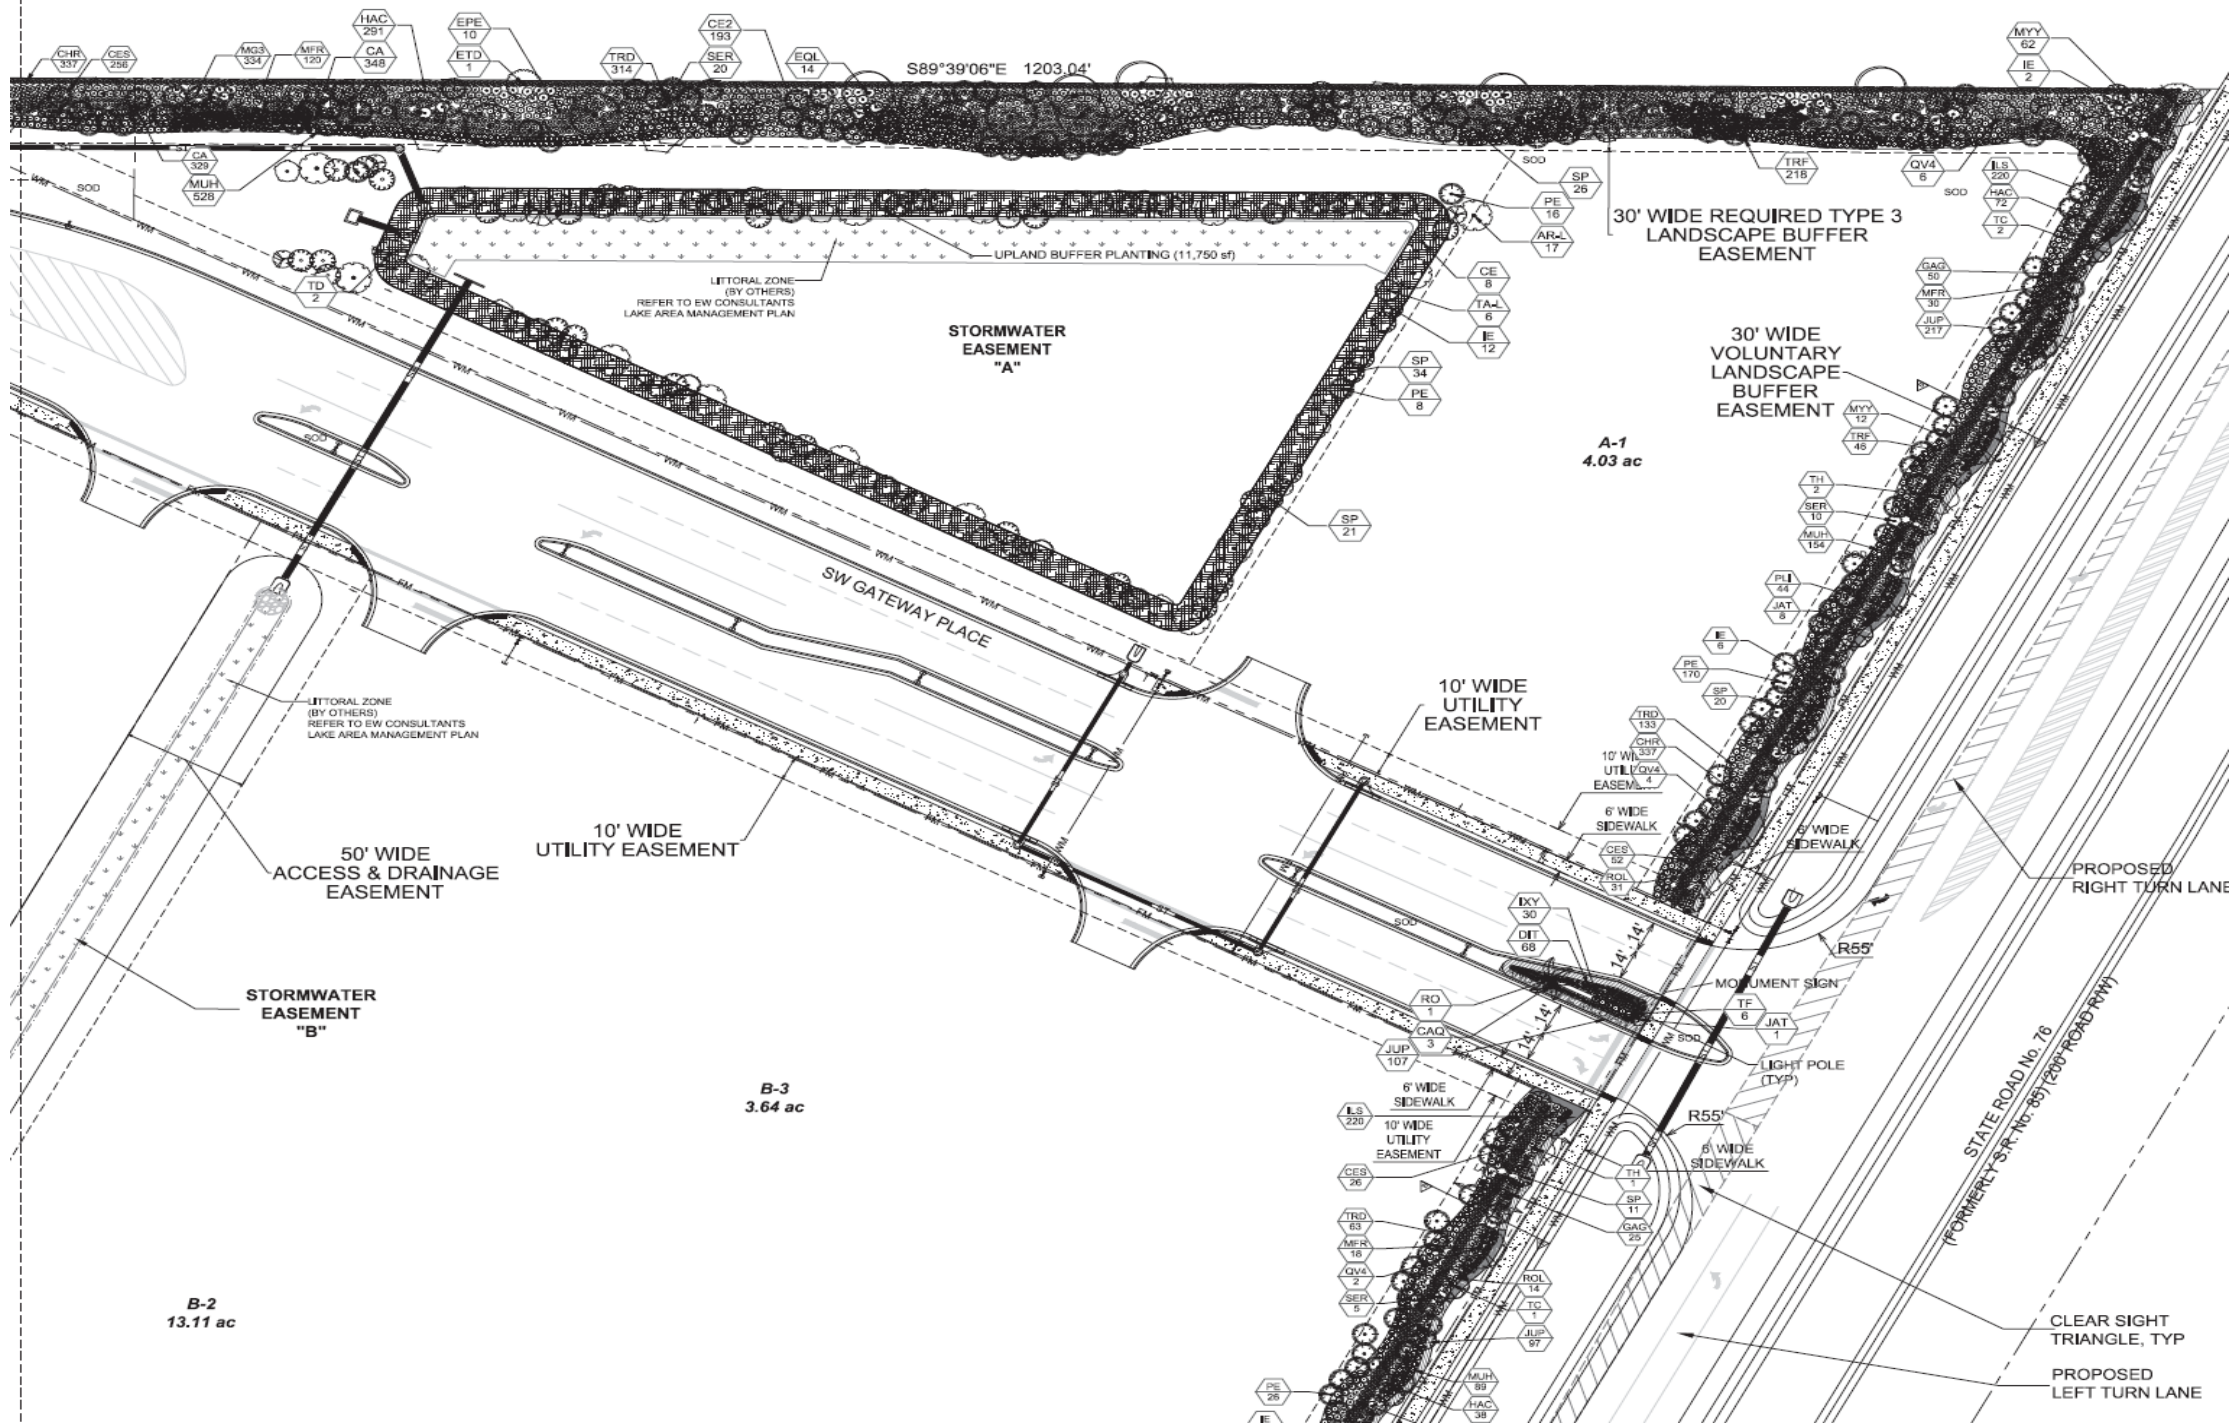 CHR
337
CES
256
MG3
334
MFR
120
HAC
291
CA
348
EPE
10
ETD
1
TRD
314
CE2
193
SER
20
EQL
14
S89°39'06"E 1203.04'
MYY
62
IE
2
CA
329
MUH
528
SOD
WM
TD
2
UPLAND BUFFER PLANTING (11,750 sf)
LITTORAL ZONE
(BY OTHERS)
REFER TO EW CONSULTANTS
LAKE AREA MANAGEMENT PLAN
STORMWATER
EASEMENT
"A"
SOD
SP
26
PE
16
AR-L
17
CE
8
TA-L
6
IE
12
SP
34
PE
8
SP
21
TRF
218
QV4
6
SOD
30' WIDE REQUIRED TYPE 3
LANDSCAPE BUFFER
EASEMENT
ILS
220
HAC
72
TC
2
GAG
50
MFR
30
JUP
217
30' WIDE
VOLUNTARY
LANDSCAPE
BUFFER
EASEMENT
MYY
12
TRF
46
A-1
4.03 ac
TH
2
SER
10
MUH
154
PLI
44
JAT
8
IE
6
PE
170
SP
20
TRD
133
CHR
337
QV4
4
SOD
SW GATEWAY PLACE
LITTORAL ZONE
(BY OTHERS)
REFER TO EW CONSULTANTS
LAKE AREA MANAGEMENT PLAN
10' WIDE
UTILITY
EASEMENT
6' WIDE
SIDEWALK
CES
52
ROL
31
6' WIDE
SIDEWALK
PROPOSED
RIGHT TURN LANE
50' WIDE
ACCESS & DRAINAGE
EASEMENT
10' WIDE
UTILITY EASEMENT
IXY
30
DIT
68
SOD
14'
14'
R55'
MONUMENT SIGN
RO
1
CAQ
3
JUP
107
14'
14'
TF
6
JAT
1
SOD
LIGHT POLE
(TYP)
STORMWATER
EASEMENT
"B"
B-3
3.64 ac
6' WIDE
SIDEWALK
10' WIDE
UTILITY
EASEMENT
R55'
6' WIDE
SIDEWALK
STATE ROAD No. 76
(FORMERLY S.R. No. 85) (200' ROAD R/W)
ILS
220
CES
26
TH
1
SP
11
GAG
25
TRD
63
MFR
18
QV4
2
SER
5
ROL
14
TC
1
JUP
97
B-2
13.11 ac
CLEAR SIGHT
TRIANGLE, TYP
PROPOSED
LEFT TURN LANE
PE
26
IE
MUH
89
HAC
38